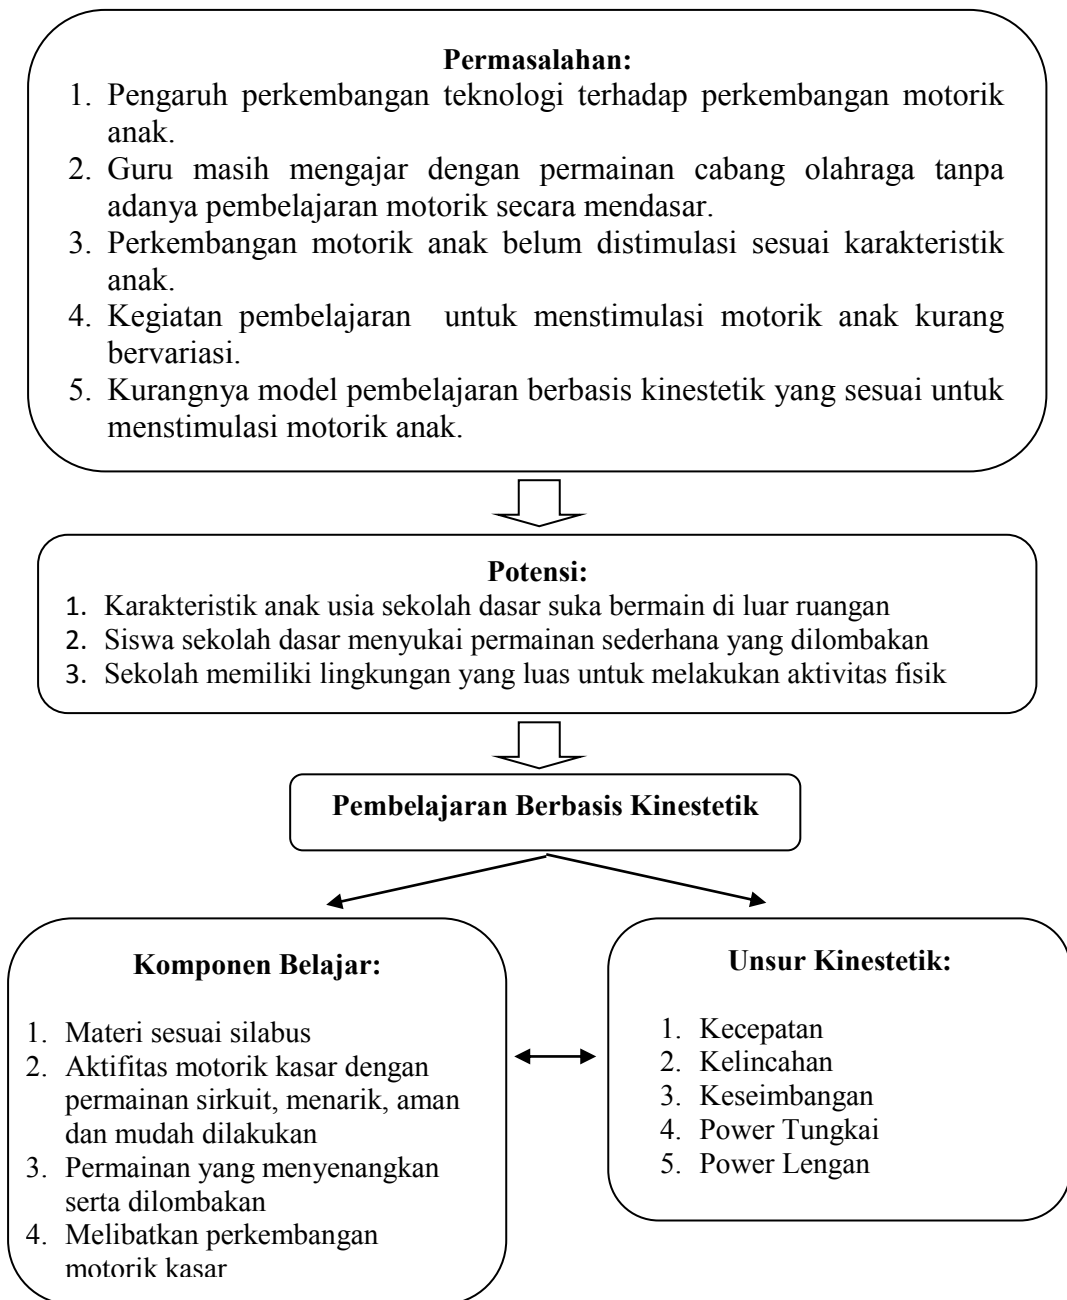 Permasalahan:
1. Pengaruh perkembangan teknologi terhadap perkembangan motorik
anak.
2. Guru masih mengajar dengan permainan cabang olahraga tanpa
adanya pembelajaran motorik secara mendasar.
3. Perkembangan motorik anak belum distimulasi sesuai karakteristik
anak.
4. Kegiatan pembelajaran untuk menstimulasi motorik anak kurang
bervariasi.
5. Kurangnya model pembelajaran berbasis kinestetik yang sesuai untuk
menstimulasi motorik anak.
Potensi:
1. Karakteristik anak usia sekolah dasar suka bermain di luar ruangan
2. Siswa sekolah dasar menyukai permainan sederhana yang dilombakan
3. Sekolah memiliki lingkungan yang luas untuk melakukan aktivitas fisik
Pembelajaran Berbasis Kinestetik
Komponen Belajar:
1. Materi sesuai silabus
2. Aktifitas motorik kasar dengan
permainan sirkuit, menarik, aman
dan mudah dilakukan
3. Permainan yang menyenangkan
serta dilombakan
4. Melibatkan perkembangan
motorik kasar
Unsur Kinestetik:
1. Kecepatan
2. Kelincahan
3. Keseimbangan
4. Power Tungkai
5. Power Lengan